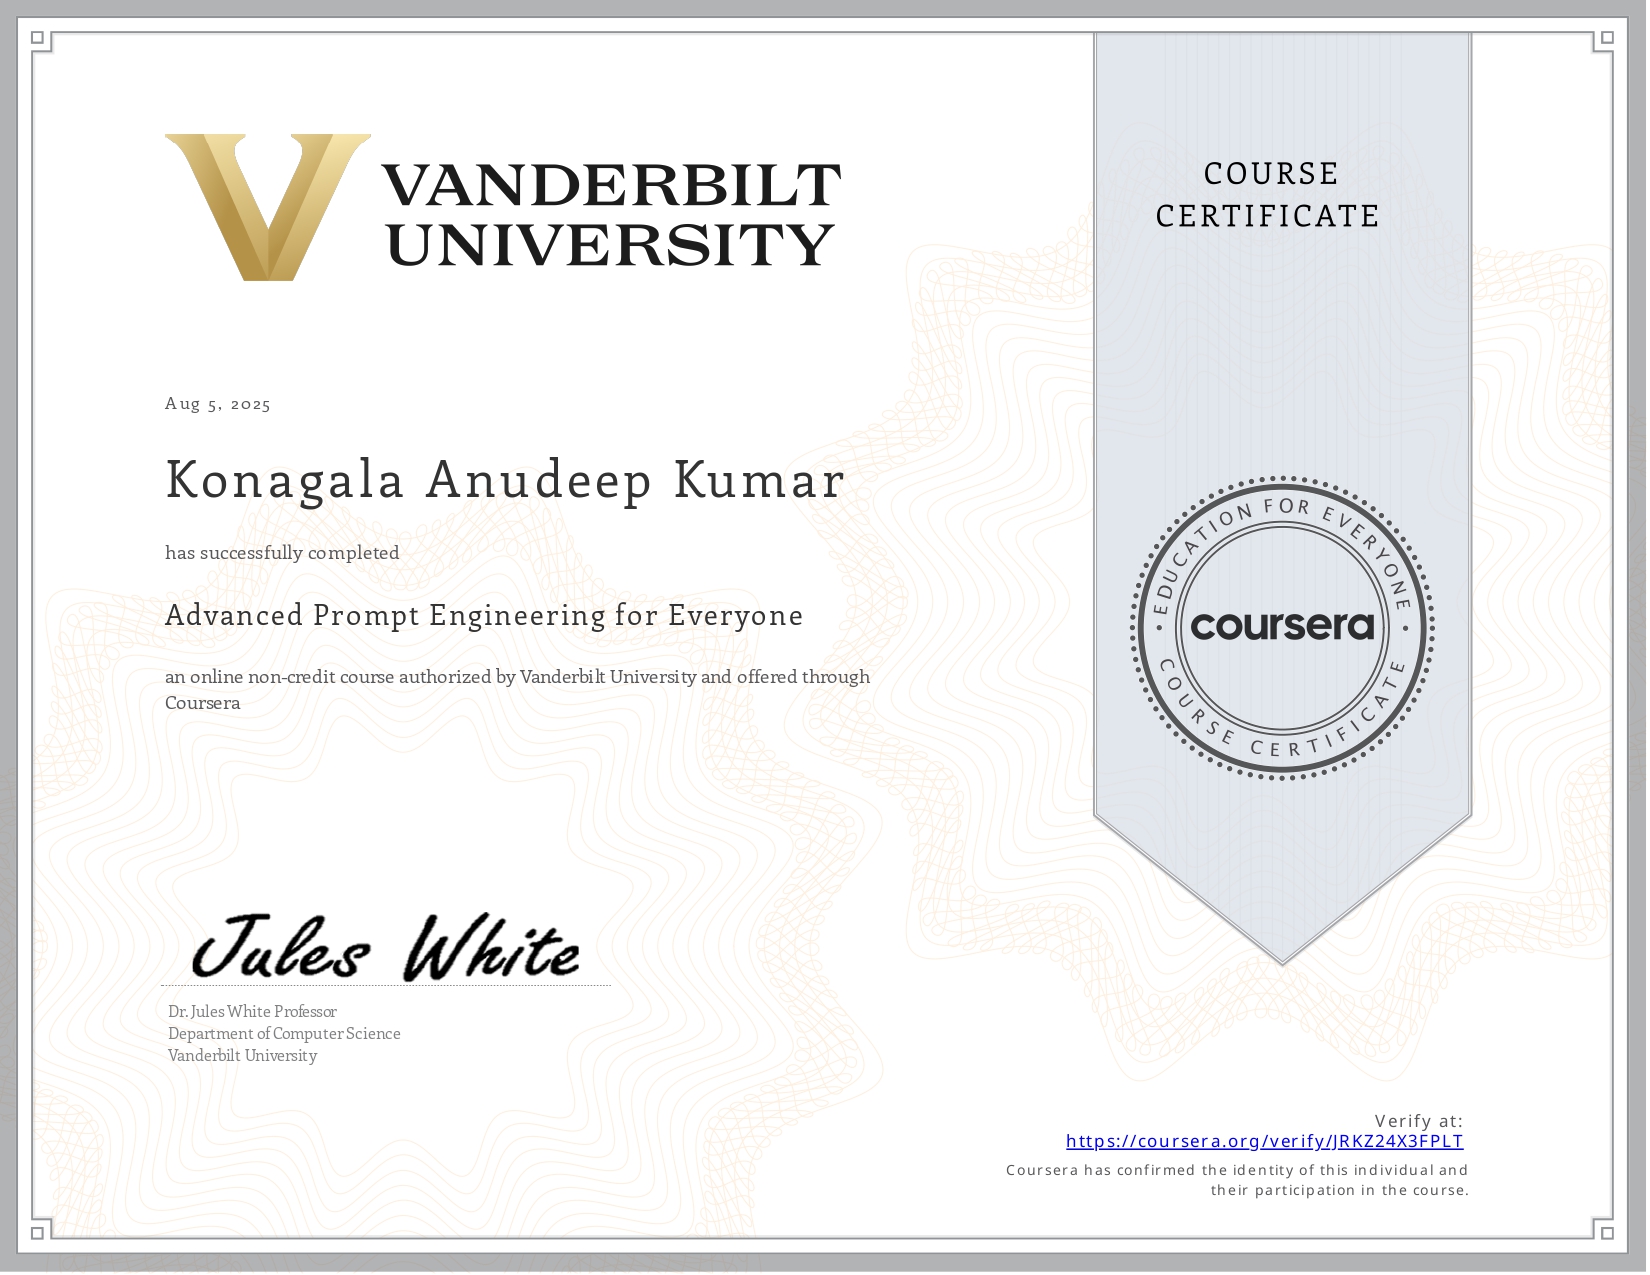 VANDERBILT
UNIVERSITY
COURSE
CERTIFICATE
Aug 5, 2025
Konagala Anudeep Kumar
has successfully completed
Advanced Prompt Engineering for Everyone
an online non-credit course authorized by Vanderbilt University and offered through
Coursera
• EDUCATION FOR EVERYONE •
coursera
COURSE CERTIFICATE
Jules White
Dr. Jules White Professor
Department of Computer Science
Vanderbilt University
Verify at:
https://coursera.org/verify/JRKZ24X3FPLT
Coursera has confirmed the identity of this individual and
their participation in the course.